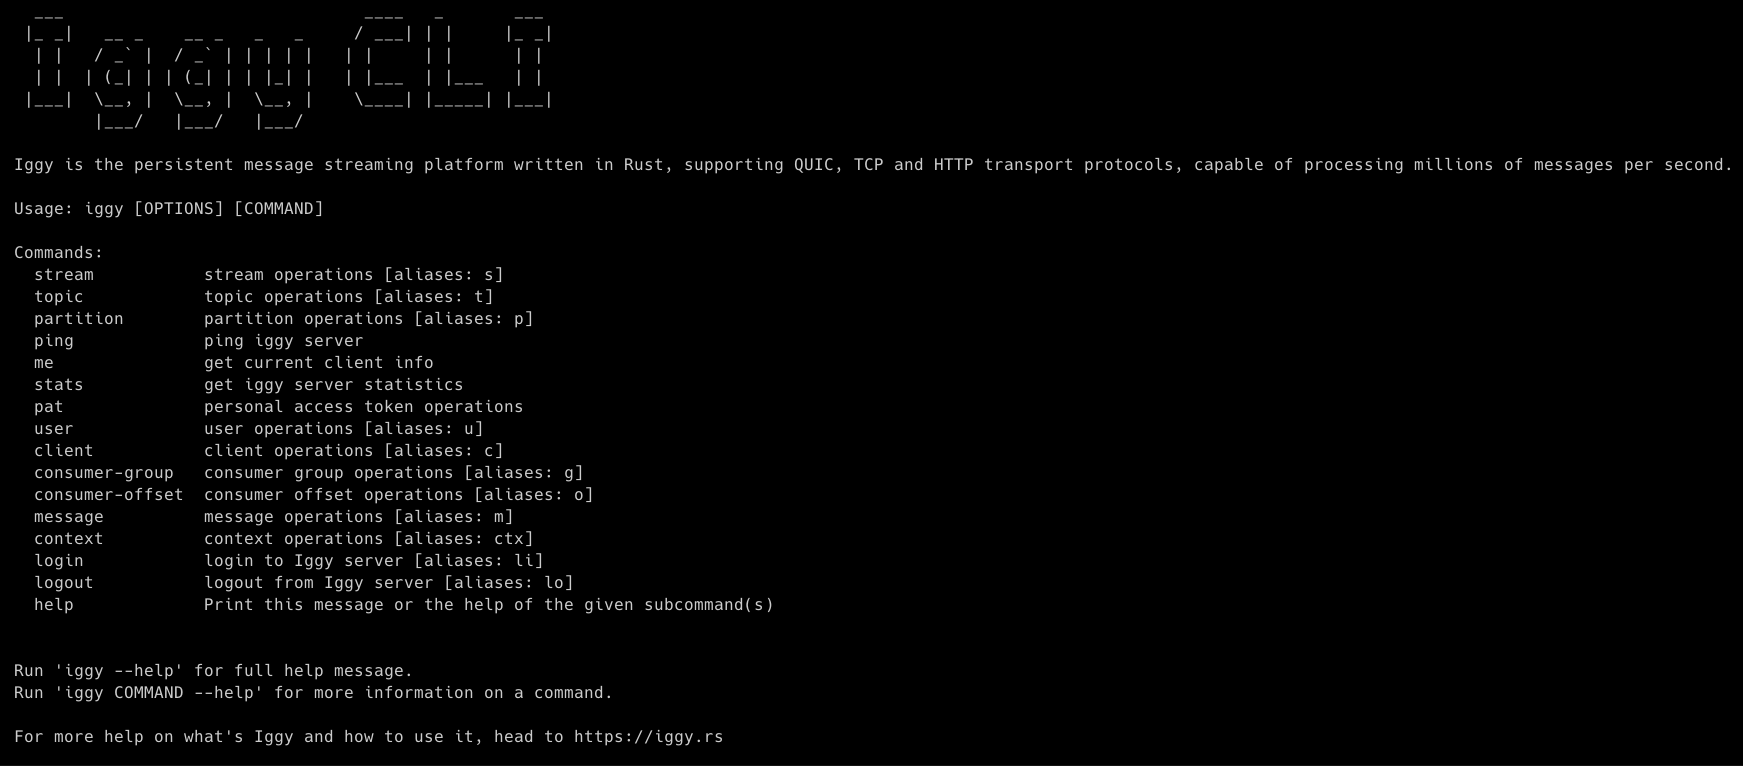 Iggy CLI
Iggy is the persistent message streaming platform written in Rust, supporting QUIC, TCP and HTTP transport protocols, capable of processing millions of messages per second.
Usage: iggy [OPTIONS] [COMMAND]
Commands:
stream stream operations [aliases: s]
topic topic operations [aliases: t]
partition partition operations [aliases: p]
ping ping iggy server
me get current client info
stats get iggy server statistics
pat personal access token operations
user user operations [aliases: u]
client client operations [aliases: c]
consumer-group consumer group operations [aliases: g]
consumer-offset consumer offset operations [aliases: o]
message message operations [aliases: m]
context context operations [aliases: ctx]
login login to Iggy server [aliases: li]
logout logout from Iggy server [aliases: lo]
help Print this message or the help of the given subcommand(s)
Run 'iggy --help' for full help message.
Run 'iggy COMMAND --help' for more information on a command.
For more help on what's Iggy and how to use it, head to https://iggy.rs